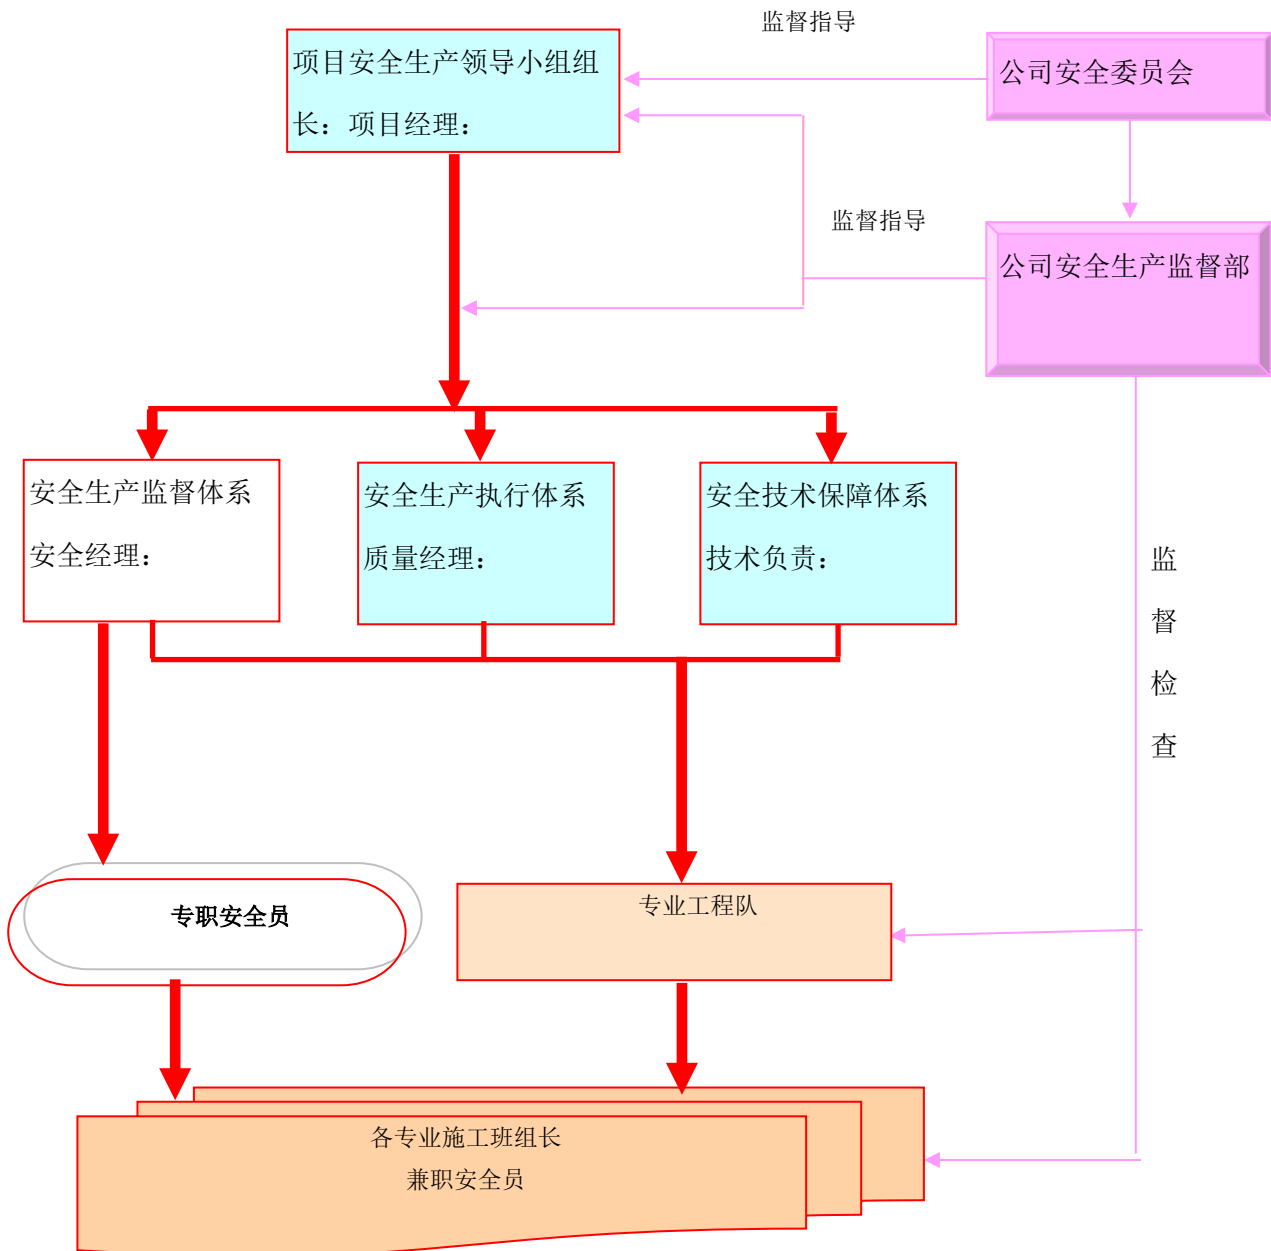 监督指导
项目安全生产领导小组组
长：项目经理：
公司安全委员会
监督指导
公司安全生产监督部
安全生产监督体系
安全经理：
安全生产执行体系
质量经理：
安全技术保障体系
技术负责：
监
督
检
查
专职安全员
专业工程队
各专业施工班组长
兼职安全员